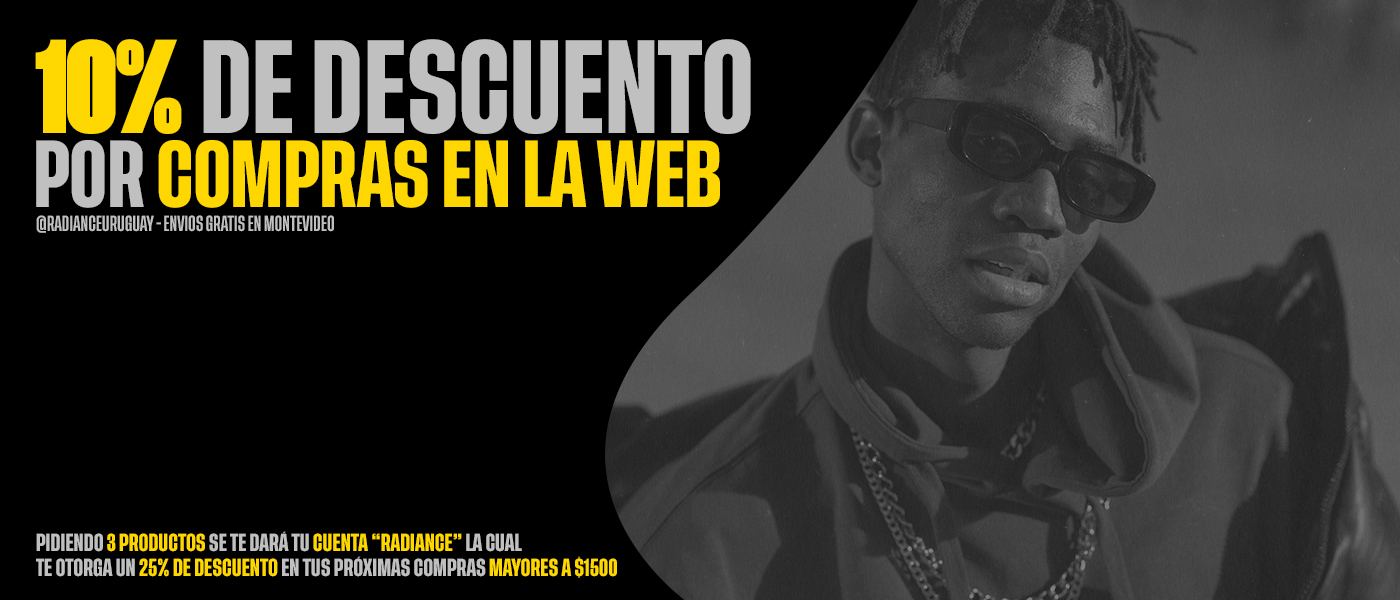 10% DE DESCUENTO
POR COMPRAS EN LA WEB
@RADIANCEURUGUAY - ENVIOS GRATIS EN MONTEVIDEO
PIDIENDO 3 PRODUCTOS SE TE DARÁ TU CUENTA “RADIANCE” LA CUAL
TE OTORGA UN 25% DE DESCUENTO EN TUS PRÓXIMAS COMPRAS MAYORES A $1500